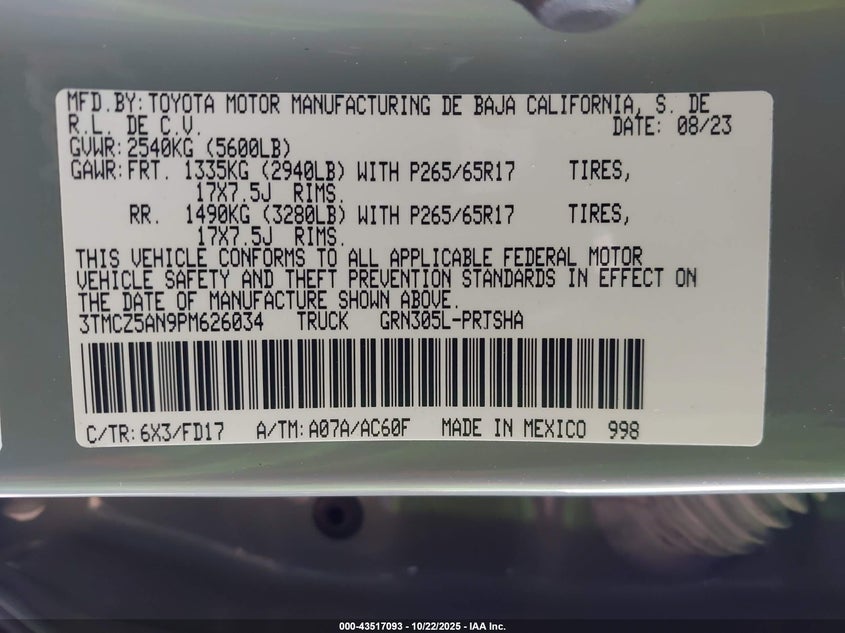 MFD.BY:TOYOTA MOTOR MANUFACTURING DE BAJA CALIFORNIA, S. DE
R.L. DE C.V. DATE: 08/23
GVWR:2540KG (5600LB)
GAWR:FRT. 1335KG (2940LB) WITH P265/65R17 TIRES,
17X7.5J RIMS.
RR. 1490KG (3280LB) WITH P265/65R17 TIRES,
17X7.5J RIMS.
THIS VEHICLE CONFORMS TO ALL APPLICABLE FEDERAL MOTOR
VEHICLE SAFETY AND THEFT PREVENTION STANDARDS IN EFFECT ON
THE DATE OF MANUFACTURE SHOWN ABOVE.
3TMCZ5AN9PM626034 TRUCK GRN305L-PRTSHA
C/TR:6X3/FD17 A/TM:A07A/AC60F MADE IN MEXICO 998
000-43517093 - 10/22/2025 - IAA Inc.